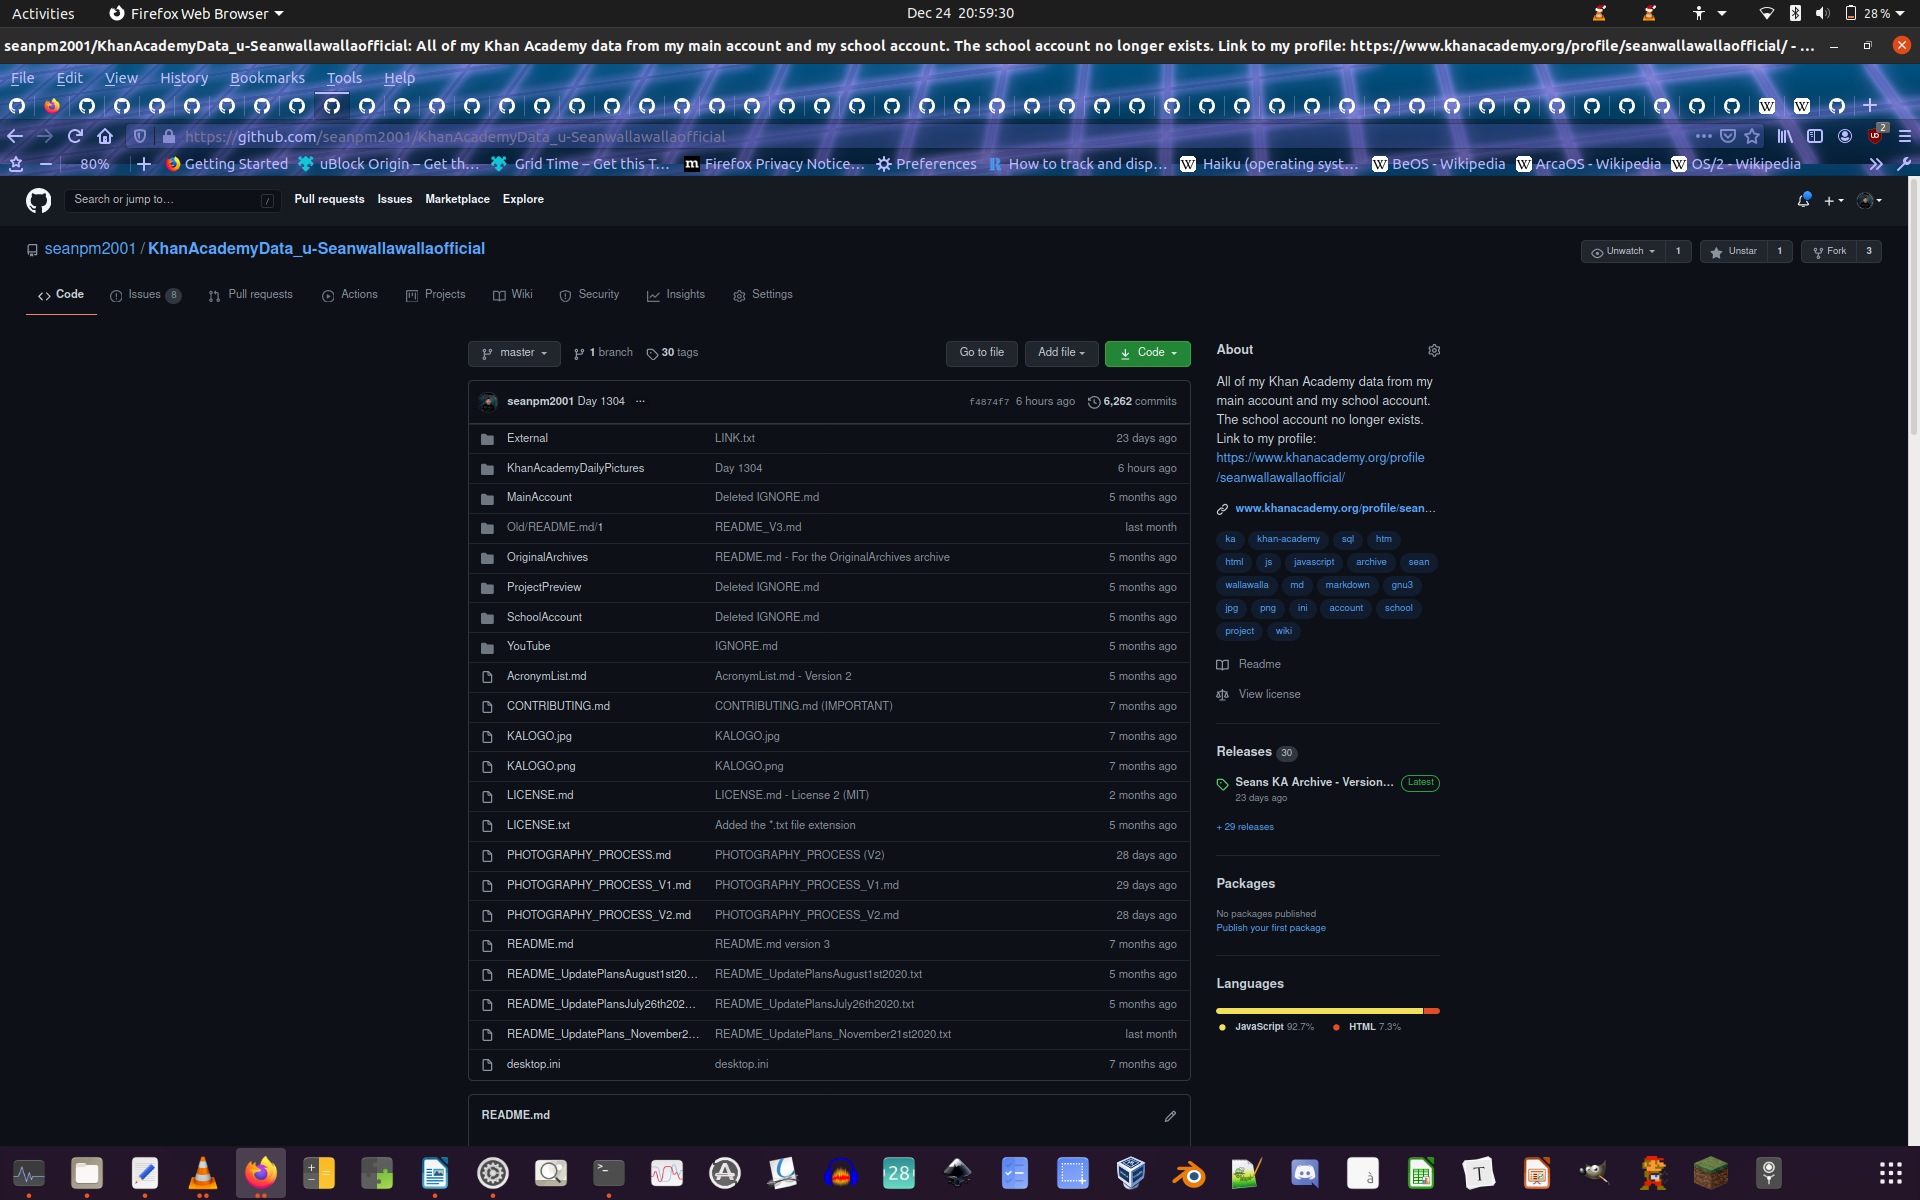 Activities Firefox Web Browser Dec 24 20:59:30 28 %
seanpm2001/KhanAcademyData_u-Seanwallawallaofficial: All of my Khan Academy data from my main account and my school account. The school account no longer exists. Link to my profile: https://www.khanacademy.org/profile/seanwallawallaofficial/ - …
File Edit View History Bookmarks Tools Help
https://github.com/seanpm2001/KhanAcademyData_u-Seanwallawallaofficial 2
80% Getting Started uBlock Origin – Get th… Grid Time – Get this T… Firefox Privacy Notice… Preferences How to track and disp… Haiku (operating syst… BeOS - Wikipedia ArcaOS - Wikipedia OS/2 - Wikipedia
Search or jump to… / Pull requests Issues Marketplace Explore
seanpm2001 / KhanAcademyData_u-Seanwallawallaofficial Unwatch 1 Unstar 1 Fork 3
Code Issues 8 Pull requests Actions Projects Wiki Security Insights Settings
master 1 branch 30 tags Go to file Add file Code
seanpm2001 Day 1304 ... f4874f7 6 hours ago 6,262 commits
External LINK.txt 23 days ago
KhanAcademyDailyPictures Day 1304 6 hours ago
MainAccount Deleted IGNORE.md 5 months ago
Old/README.md/1 README_V3.md last month
OriginalArchives README.md - For the OriginalArchives archive 5 months ago
ProjectPreview Deleted IGNORE.md 5 months ago
SchoolAccount Deleted IGNORE.md 5 months ago
YouTube IGNORE.md 5 months ago
AcronymList.md AcronymList.md - Version 2 5 months ago
CONTRIBUTING.md CONTRIBUTING.md (IMPORTANT) 7 months ago
KALOGO.jpg KALOGO.jpg 7 months ago
KALOGO.png KALOGO.png 7 months ago
LICENSE.md LICENSE.md - License 2 (MIT) 2 months ago
LICENSE.txt Added the *.txt file extension 5 months ago
PHOTOGRAPHY_PROCESS.md PHOTOGRAPHY_PROCESS (V2) 28 days ago
PHOTOGRAPHY_PROCESS_V1.md PHOTOGRAPHY_PROCESS_V1.md 29 days ago
PHOTOGRAPHY_PROCESS_V2.md PHOTOGRAPHY_PROCESS_V2.md 28 days ago
README.md README.md version 3 7 months ago
README_UpdatePlansAugust1st20… README_UpdatePlansAugust1st2020.txt 5 months ago
README_UpdatePlansJuly26th202… README_UpdatePlansJuly26th2020.txt 5 months ago
README_UpdatePlans_November2… README_UpdatePlans_November21st2020.txt last month
desktop.ini desktop.ini 7 months ago
README.md
About
All of my Khan Academy data from my
main account and my school account.
The school account no longer exists.
Link to my profile:
https://www.khanacademy.org/profile
/seanwallawallaofficial/
www.khanacademy.org/profile/sean…
ka khan-academy sql htm
html js javascript archive sean
wallawalla md markdown gnu3
jpg png ini account school
project wiki
Readme
View license
Releases 30
Seans KA Archive - Version… Latest
23 days ago
+ 29 releases
Packages
No packages published
Publish your first package
Languages
JavaScript 92.7% HTML 7.3%
28